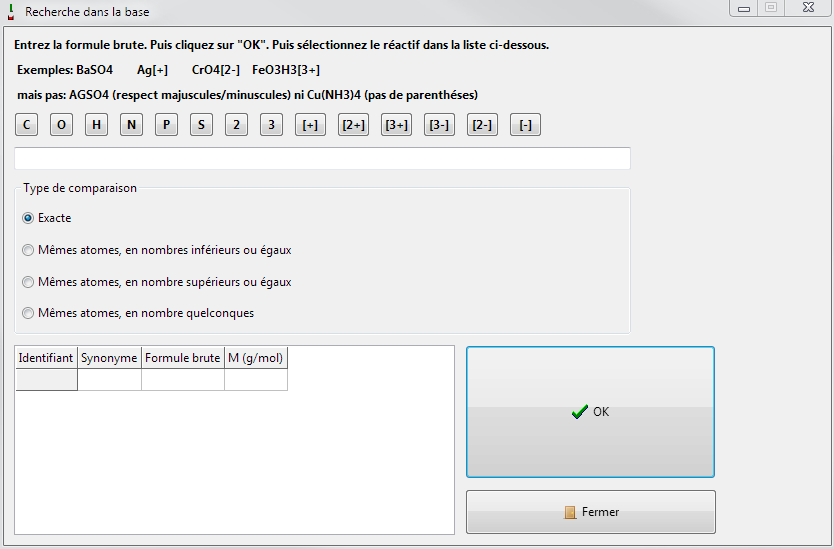 Recherche dans la base
Entrez la formule brute. Puis cliquez sur "OK". Puis sélectionnez le réactif dans la liste ci-dessous.
Exemples: BaSO4 Ag[+] CrO4[2-] FeO3H3[3+]
mais pas: AGSO4 (respect majuscules/minuscules) ni Cu(NH3)4 (pas de parenthéses)
C O H N P S 2 3 [+] [2+] [3+] [3-] [2-] [-]
Type de comparaison
Exacte
Mêmes atomes, en nombres inférieurs ou égaux
Mêmes atomes, en nombre supérieurs ou égaux
Mêmes atomes, en nombre quelconques
Identifiant Synonyme Formule brute M (g/mol)
OK
Fermer